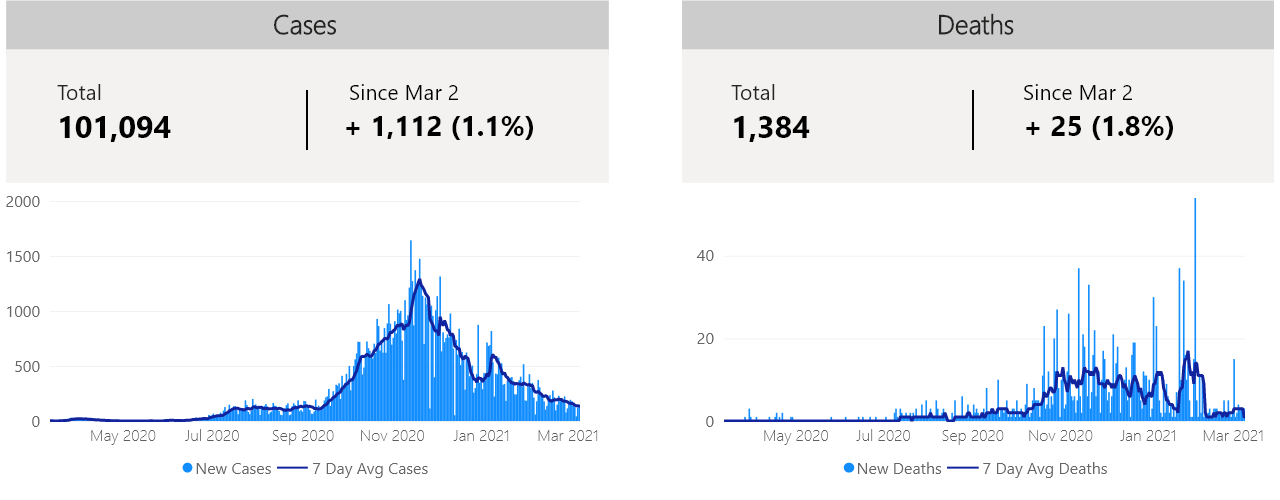 Cases
Total
101,094
Since Mar 2
+ 1,112 (1.1%)
2000
1500
1000
500
0
May 2020 Jul 2020 Sep 2020 Nov 2020 Jan 2021 Mar 2021
New Cases 7 Day Avg Cases
Deaths
Total
1,384
Since Mar 2
+ 25 (1.8%)
40
20
0
May 2020 Jul 2020 Sep 2020 Nov 2020 Jan 2021 Mar 2021
New Deaths 7 Day Avg Deaths